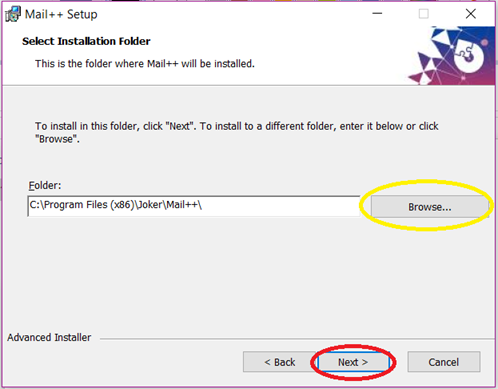 Mail++ Setup
Select Installation Folder
This is the folder where Mail++ will be installed.
To install in this folder, click "Next". To install to a different folder, enter it below or click
"Browse".
Folder:
C:\Program Files (x86)\Joker\Mail++\
Browse...
Advanced Installer
< Back
Next >
Cancel